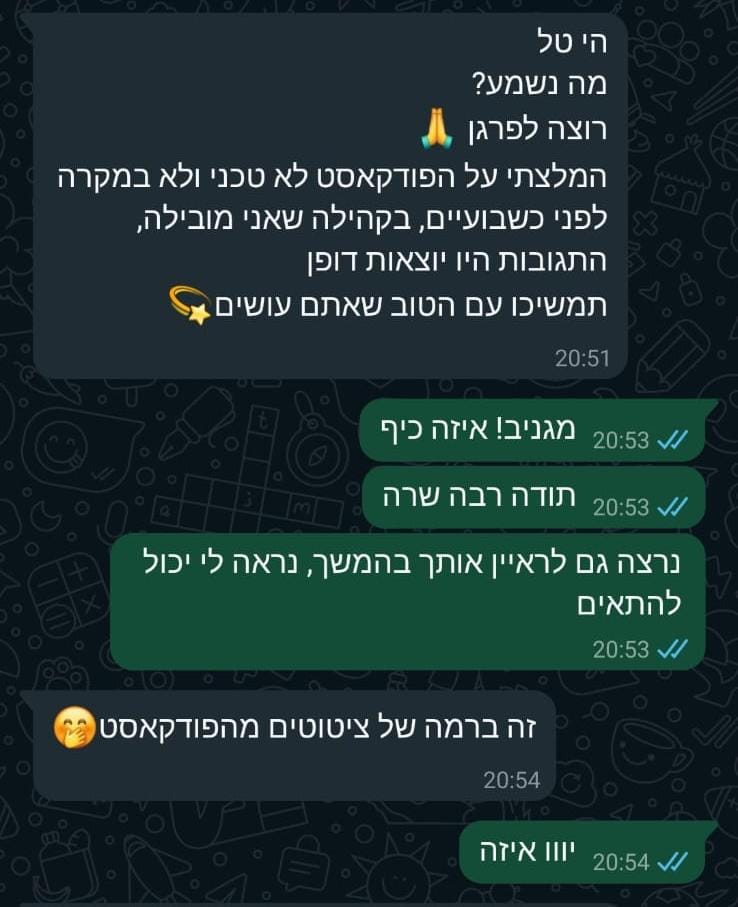 הי טל
מה נשמע?
רוצה לפרגן 🙏
המלצתי על הפודקאסט לא טכני ולא במקרה
לפני כשבועיים, בקהילה שאני מובילה,
התגובות היו יוצאות דופן
תמשיכו עם הטוב שאתם עושים💫
20:51
מגניב! איזה כיף
20:53
תודה רבה שרה
20:53
נרצה גם לראיין אותך בהמשך, נראה לי יכול
להתאים
20:53
זה ברמה של ציטוטים מהפודקאסט🤭
20:54
יווו איזה
20:54